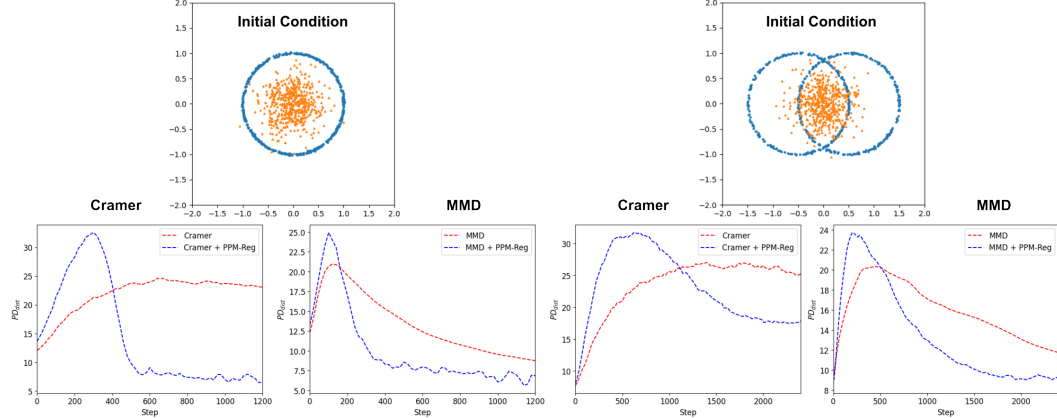 Initial Condition
2.0
1.5
1.0
0.5
0.0
−0.5
−1.0
−1.5
−2.0
−2.0 −1.5 −1.0 −0.5 0.0 0.5 1.0 1.5 2.0
Initial Condition
2.0
1.5
1.0
0.5
0.0
−0.5
−1.0
−1.5
−2.0
−2.0 −1.5 −1.0 −0.5 0.0 0.5 1.0 1.5 2.0
Cramer
Cramer
Cramer + PPM-Reg
30
25
20
15
10
5
PD_dist
0 200 400 600 800 1000 1200
Step
MMD
MMD
MMD + PPM-Reg
25.0
22.5
20.0
17.5
15.0
12.5
10.0
7.5
5.0
PD_dist
0 200 400 600 800 1000 1200
Step
Cramer
Cramer
Cramer + PPM-Reg
30
25
20
15
10
PD_dist
0 500 1000 1500 2000
Step
MMD
MMD
MMD + PPM-Reg
24
22
20
18
16
14
12
10
8
PD_dist
0 500 1000 1500 2000
Step